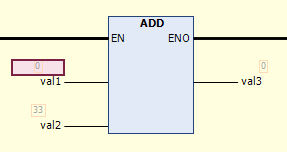 ADD
EN ENO
0 0
val1 val3
33
val2